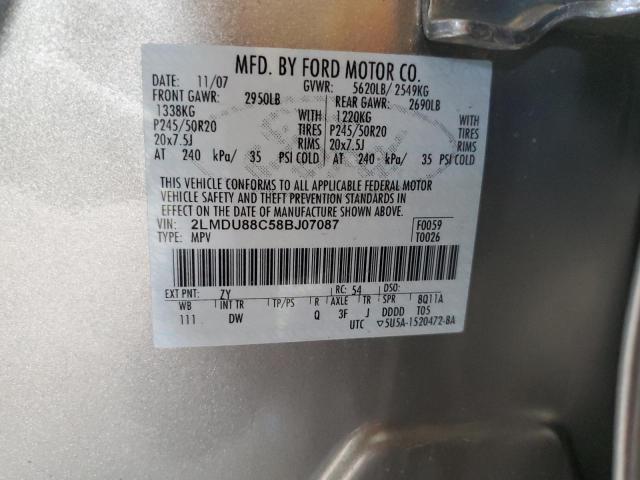 MFD. BY FORD MOTOR CO.
DATE: 11/07 GVWR: 5620LB/ 2549KG
FRONT GAWR: 2950LB REAR GAWR: 2690LB
1338KG WITH 1220KG WITH
P245/50R20 TIRES P245/50R20 TIRES
20x7.5J RIMS 20x7.5J RIMS
AT 240 kPa/ 35 PSI COLD AT 240 kPa/ 35 PSI COLD
THIS VEHICLE CONFORMS TO ALL APPLICABLE FEDERAL MOTOR
VEHICLE SAFETY AND THEFT PREVENTION STANDARDS IN
EFFECT ON THE DATE OF MANUFACTURE SHOWN ABOVE.
VIN: 2LMDU88C58BJ07087 F0059
TYPE: MPV T0026
EXT PNT: ZY RC: 54 DSO:
WB INT TR TP/PS R AXLE TR SPR 8Q11A
111 DW Q 3F J DDDD T05
UTC ▽5U5A-1520472-BA